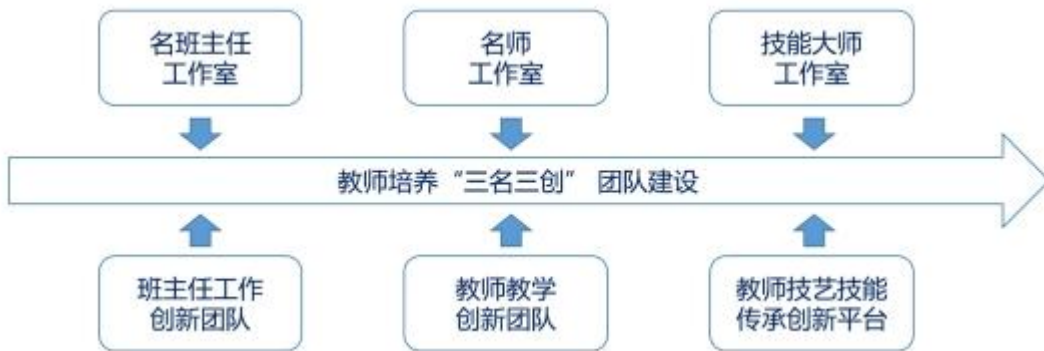 名班主任
工作室
名师
工作室
技能大师
工作室
教师培养“三名三创” 团队建设
班主任工作
创新团队
教师教学
创新团队
教师技艺技能
传承创新平台